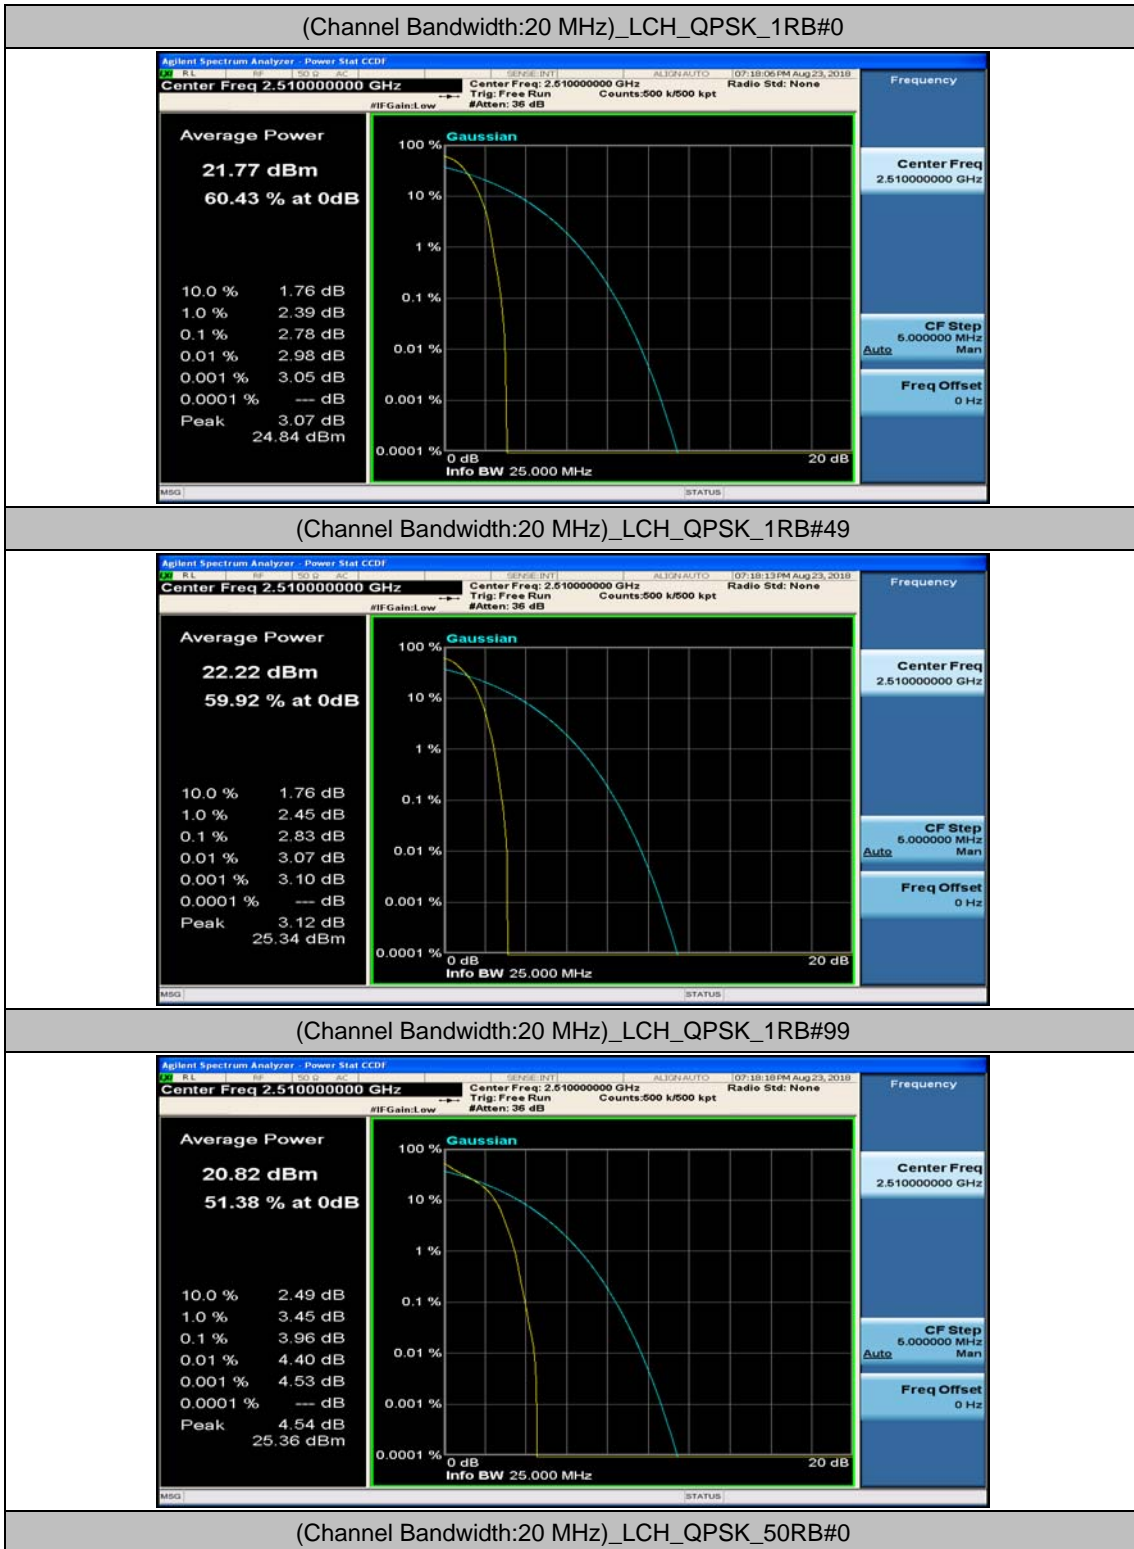 (Channel Bandwidth:20 MHz)_LCH_QPSK_1RB#0
Agilent Spectrum Analyzer - Power Stat CCDF
RL RF 50 Ω AC SENSE:INT ALIGN AUTO 07:18:06 PM Aug 23, 2018
Center Freq 2.510000000 GHz
Center Freq: 2.510000000 GHz Radio Std: None
Trig: Free Run Counts:500 k/500 kpt
#IFGain:Low #Atten: 36 dB
Frequency
Average Power
21.77 dBm
60.43 % at 0dB
10.0 % 1.76 dB
1.0 % 2.39 dB
0.1 % 2.78 dB
0.01 % 2.98 dB
0.001 % 3.05 dB
0.0001 % --- dB
Peak 3.07 dB
24.84 dBm
Gaussian
100 %
10 %
1 %
0.1 %
0.01 %
0.001 %
0.0001 %
0 dB 20 dB
Info BW 25.000 MHz
Center Freq
2.510000000 GHz
CF Step
5.000000 MHz
Auto Man
Freq Offset
0 Hz
MSG STATUS
(Channel Bandwidth:20 MHz)_LCH_QPSK_1RB#49
Agilent Spectrum Analyzer - Power Stat CCDF
RL RF 50 Ω AC SENSE:INT ALIGN AUTO 07:18:13 PM Aug 23, 2018
Center Freq 2.510000000 GHz
Center Freq: 2.510000000 GHz Radio Std: None
Trig: Free Run Counts:500 k/500 kpt
#IFGain:Low #Atten: 36 dB
Frequency
Average Power
22.22 dBm
59.92 % at 0dB
10.0 % 1.76 dB
1.0 % 2.45 dB
0.1 % 2.83 dB
0.01 % 3.07 dB
0.001 % 3.10 dB
0.0001 % --- dB
Peak 3.12 dB
25.34 dBm
Gaussian
100 %
10 %
1 %
0.1 %
0.01 %
0.001 %
0.0001 %
0 dB 20 dB
Info BW 25.000 MHz
Center Freq
2.510000000 GHz
CF Step
5.000000 MHz
Auto Man
Freq Offset
0 Hz
MSG STATUS
(Channel Bandwidth:20 MHz)_LCH_QPSK_1RB#99
Agilent Spectrum Analyzer - Power Stat CCDF
RL RF 50 Ω AC SENSE:INT ALIGN AUTO 07:18:18 PM Aug 23, 2018
Center Freq 2.510000000 GHz
Center Freq: 2.510000000 GHz Radio Std: None
Trig: Free Run Counts:500 k/500 kpt
#IFGain:Low #Atten: 36 dB
Frequency
Average Power
20.82 dBm
51.38 % at 0dB
10.0 % 2.49 dB
1.0 % 3.45 dB
0.1 % 3.96 dB
0.01 % 4.40 dB
0.001 % 4.53 dB
0.0001 % --- dB
Peak 4.54 dB
25.36 dBm
Gaussian
100 %
10 %
1 %
0.1 %
0.01 %
0.001 %
0.0001 %
0 dB 20 dB
Info BW 25.000 MHz
Center Freq
2.510000000 GHz
CF Step
5.000000 MHz
Auto Man
Freq Offset
0 Hz
MSG STATUS
(Channel Bandwidth:20 MHz)_LCH_QPSK_50RB#0